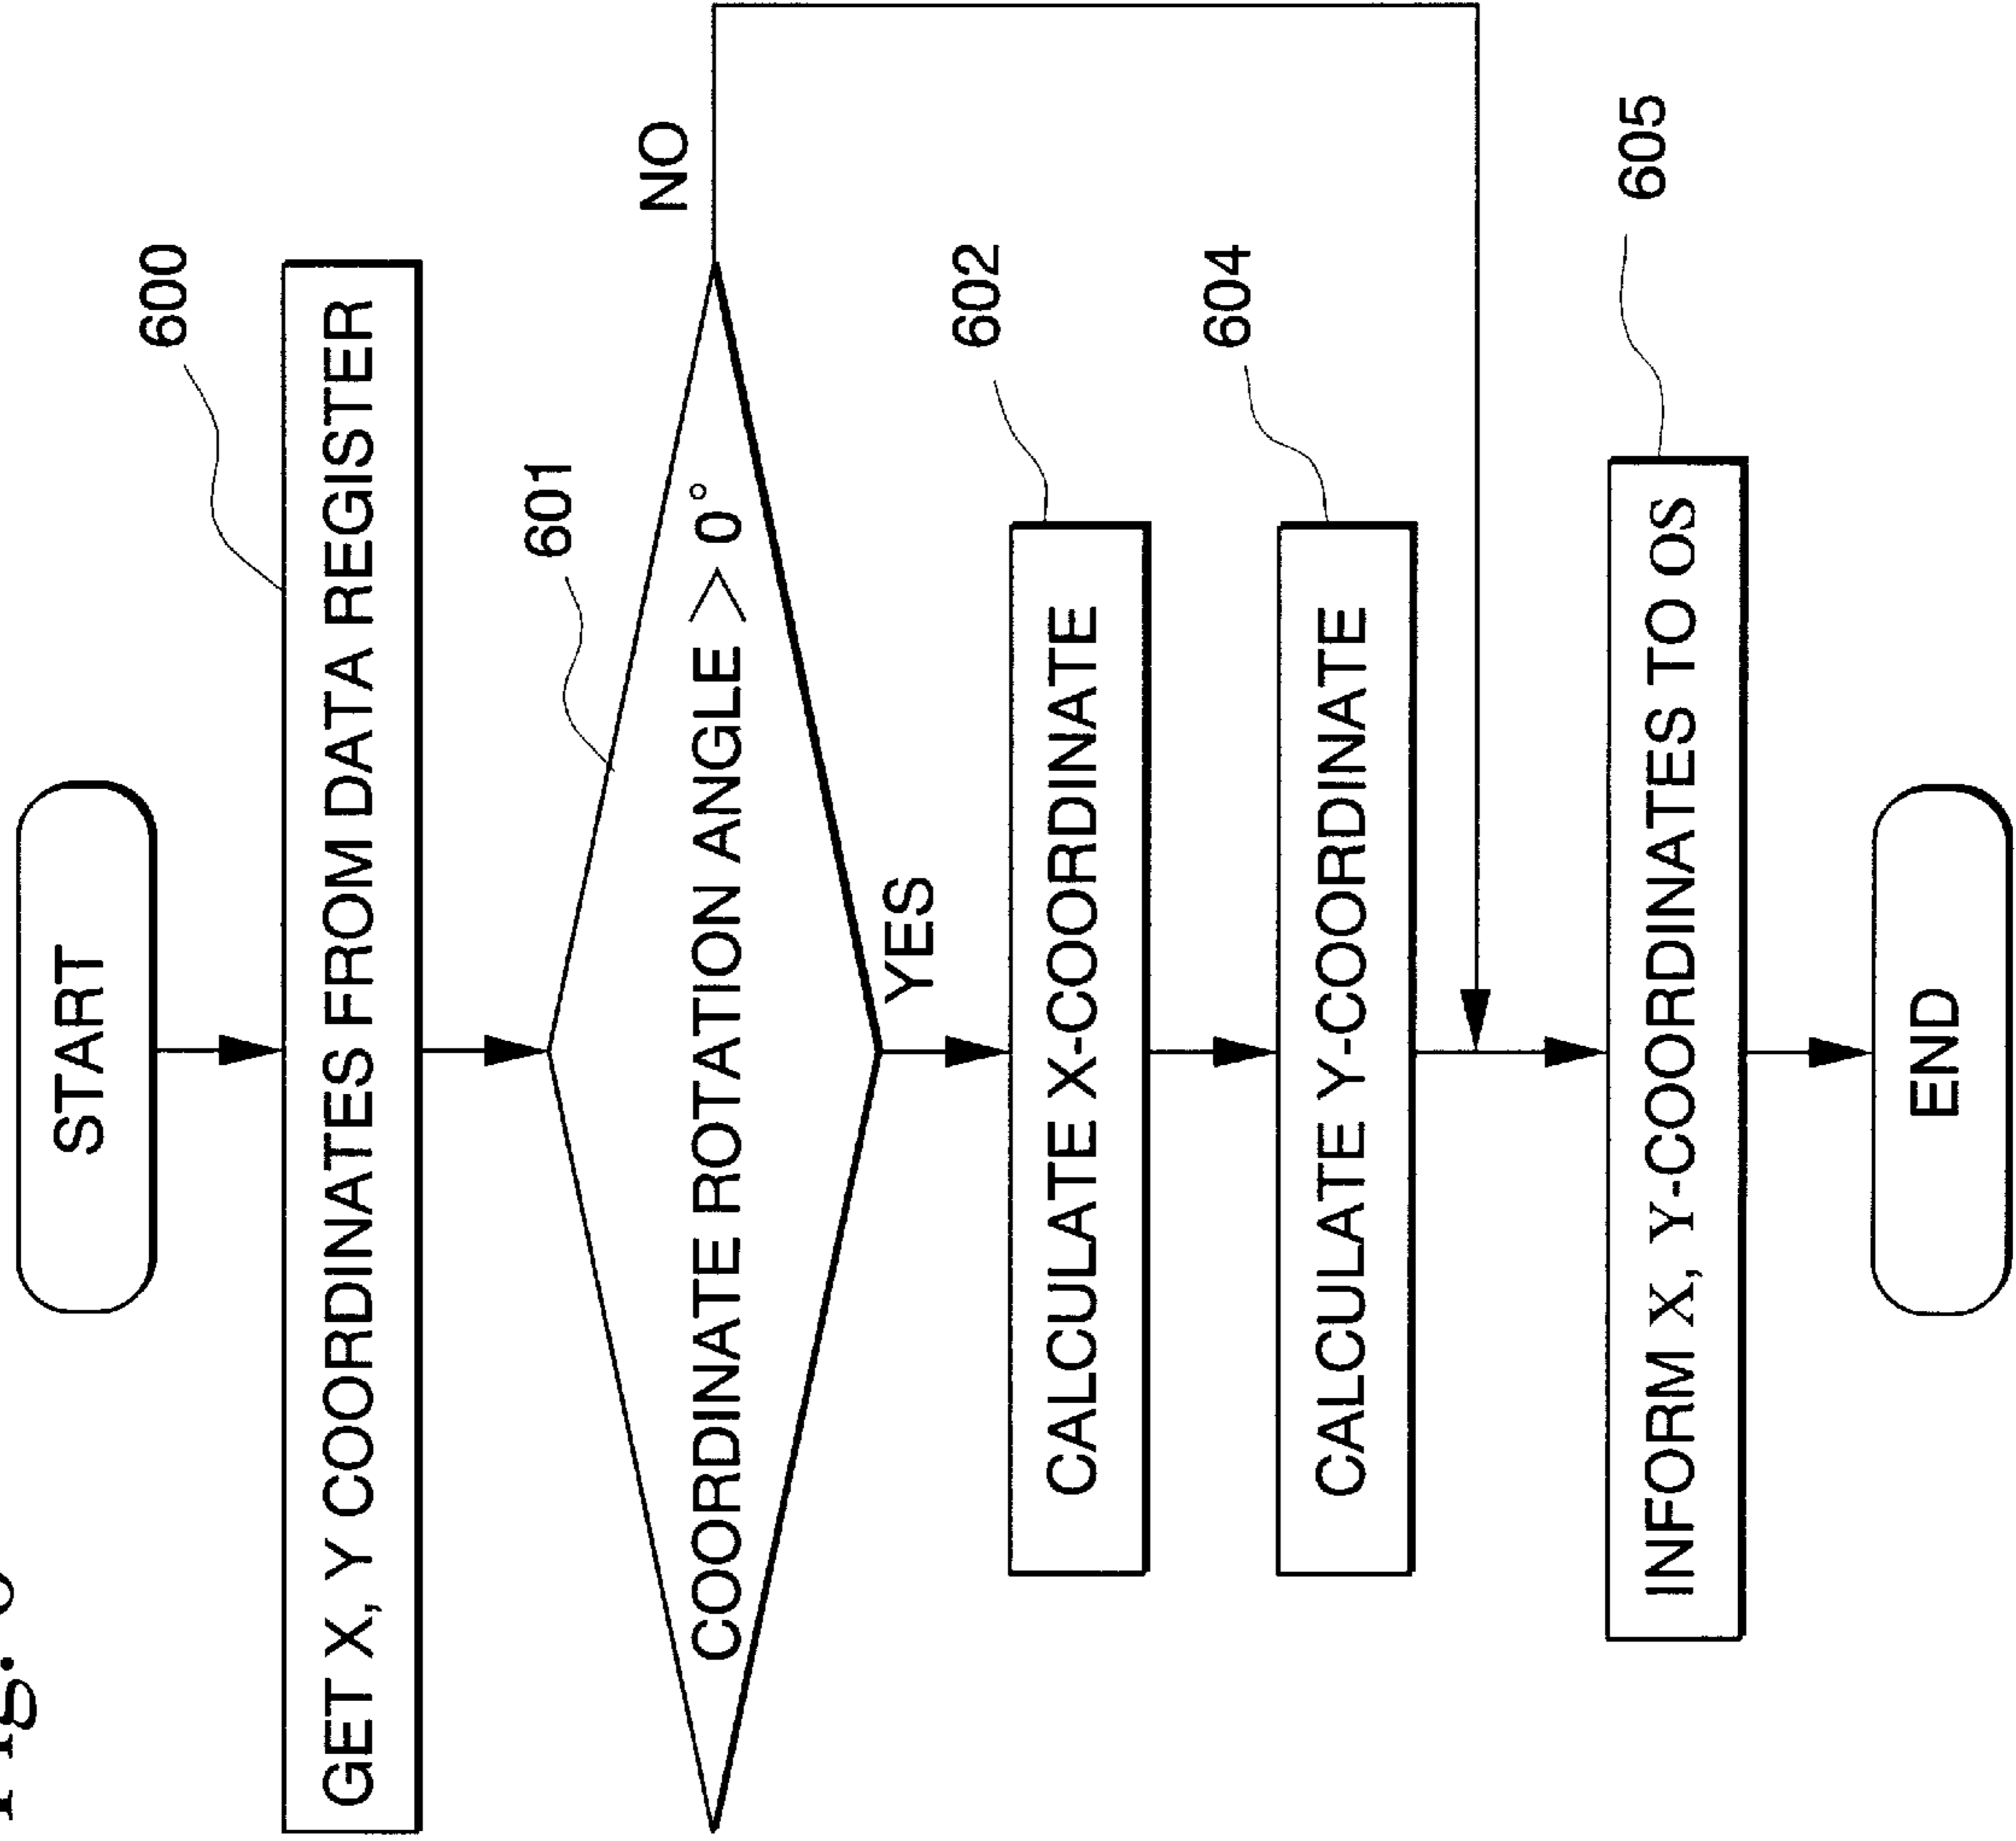 START
600
GET X, Y COORDINATES FROM DATA REGISTER
601
COORDINATE ROTATION ANGLE > 0°
NO
YES
602
CALCULATE X-COORDINATE
604
CALCULATE Y-COORDINATE
605
INFORM X, Y-COORDINATES TO OS
END